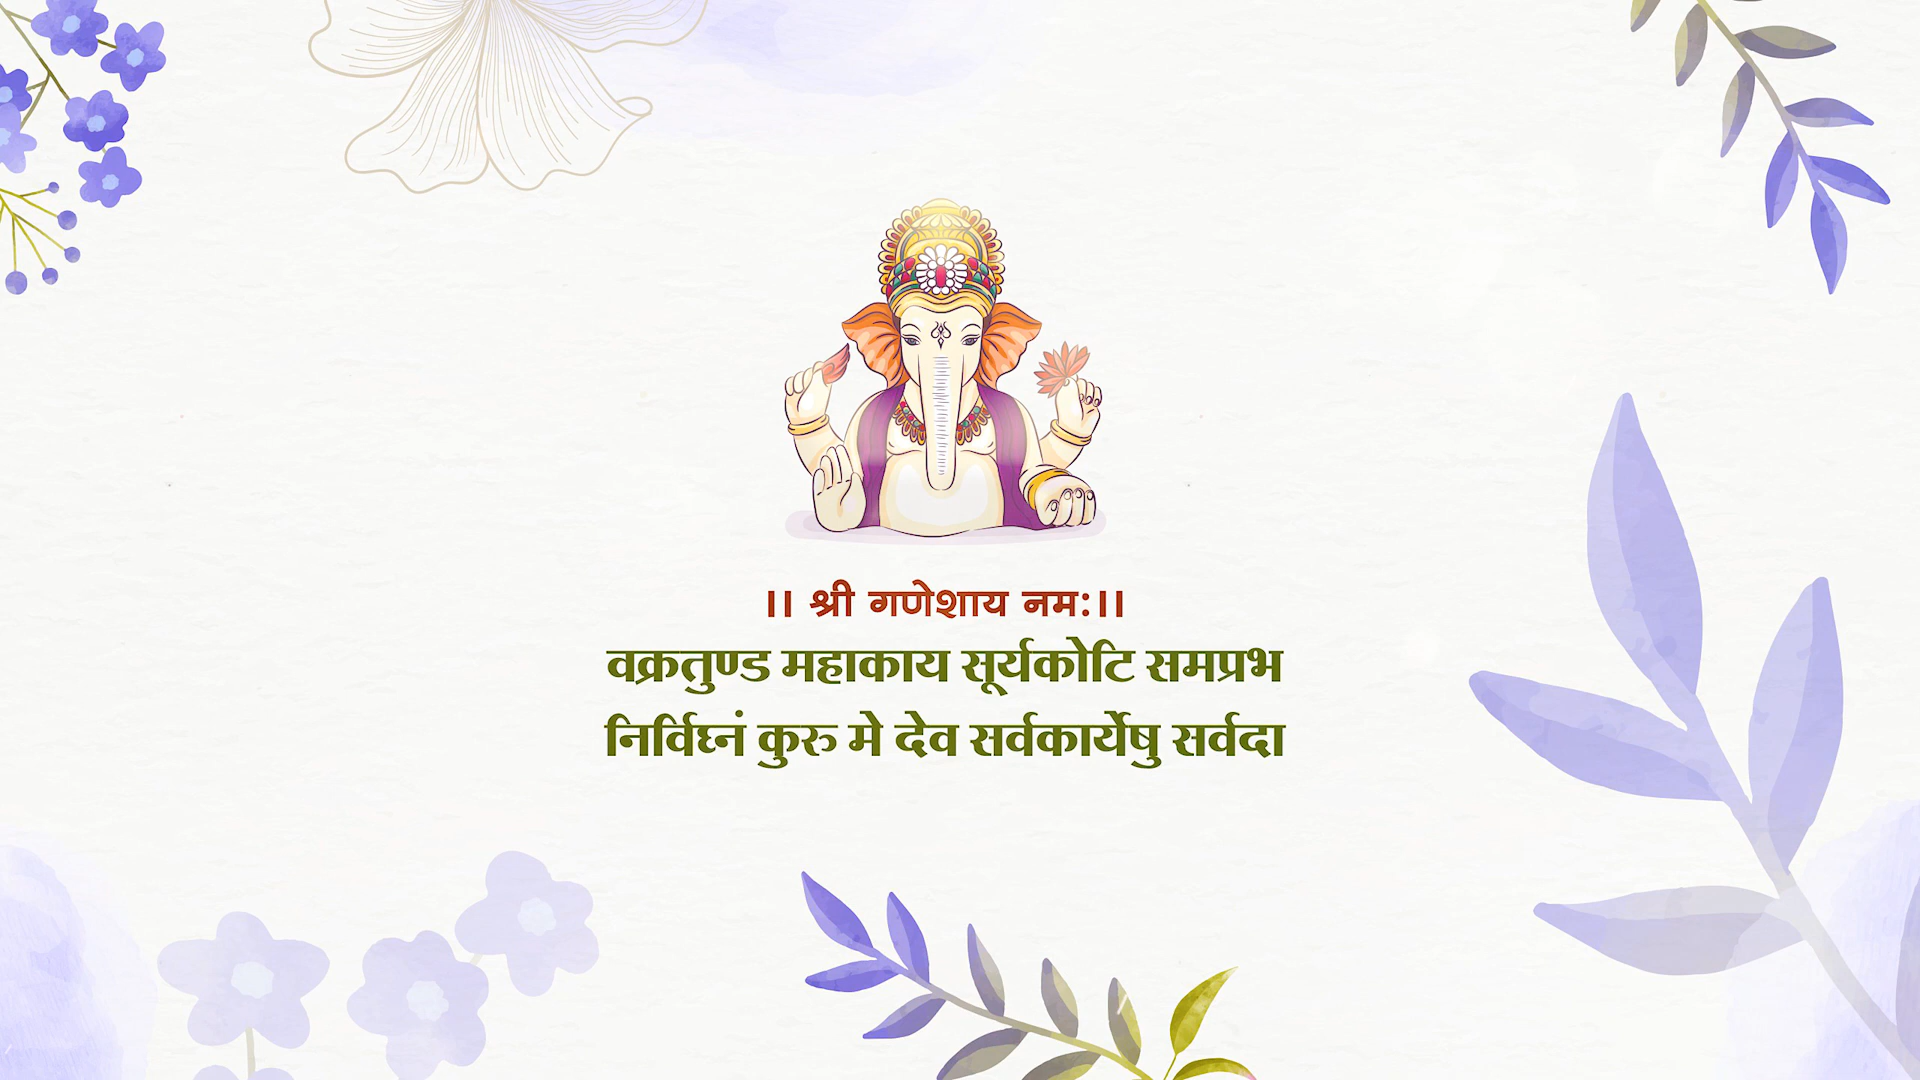 ।। श्री गणेशाय नमः।।
वक्रतुण्ड महाकाय सूर्यकोटि समप्रभ
निर्विघ्नं कुरु मे देव सर्वकार्येषु सर्वदा